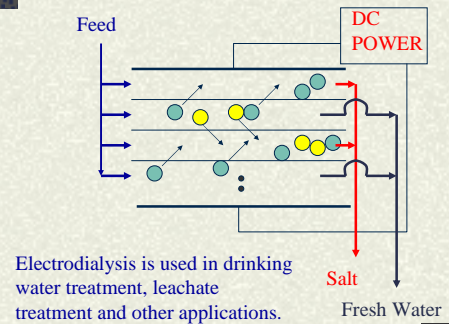 Feed
DC
POWER
Electrodialysis is used in drinking
water treatment, leachate
treatment and other applications.
Salt
Fresh Water